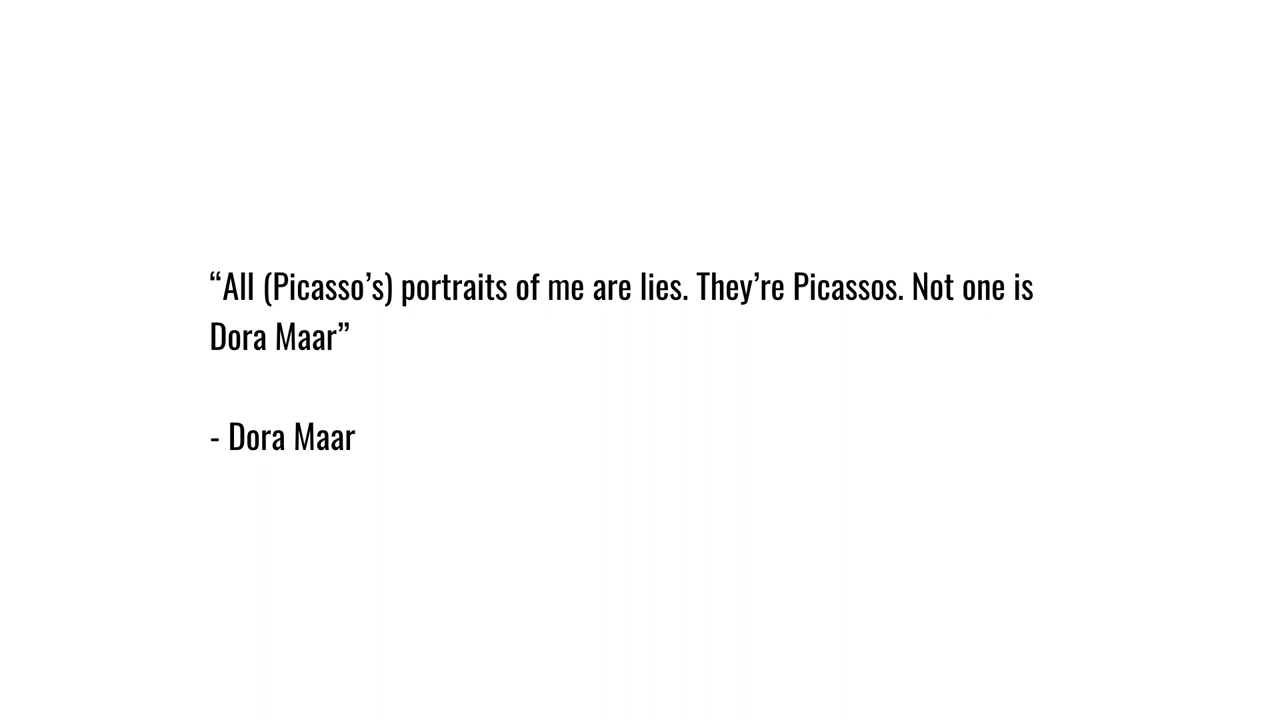 “All (Picasso’s) portraits of me are lies. They’re Picassos. Not one is
Dora Maar”
- Dora Maar